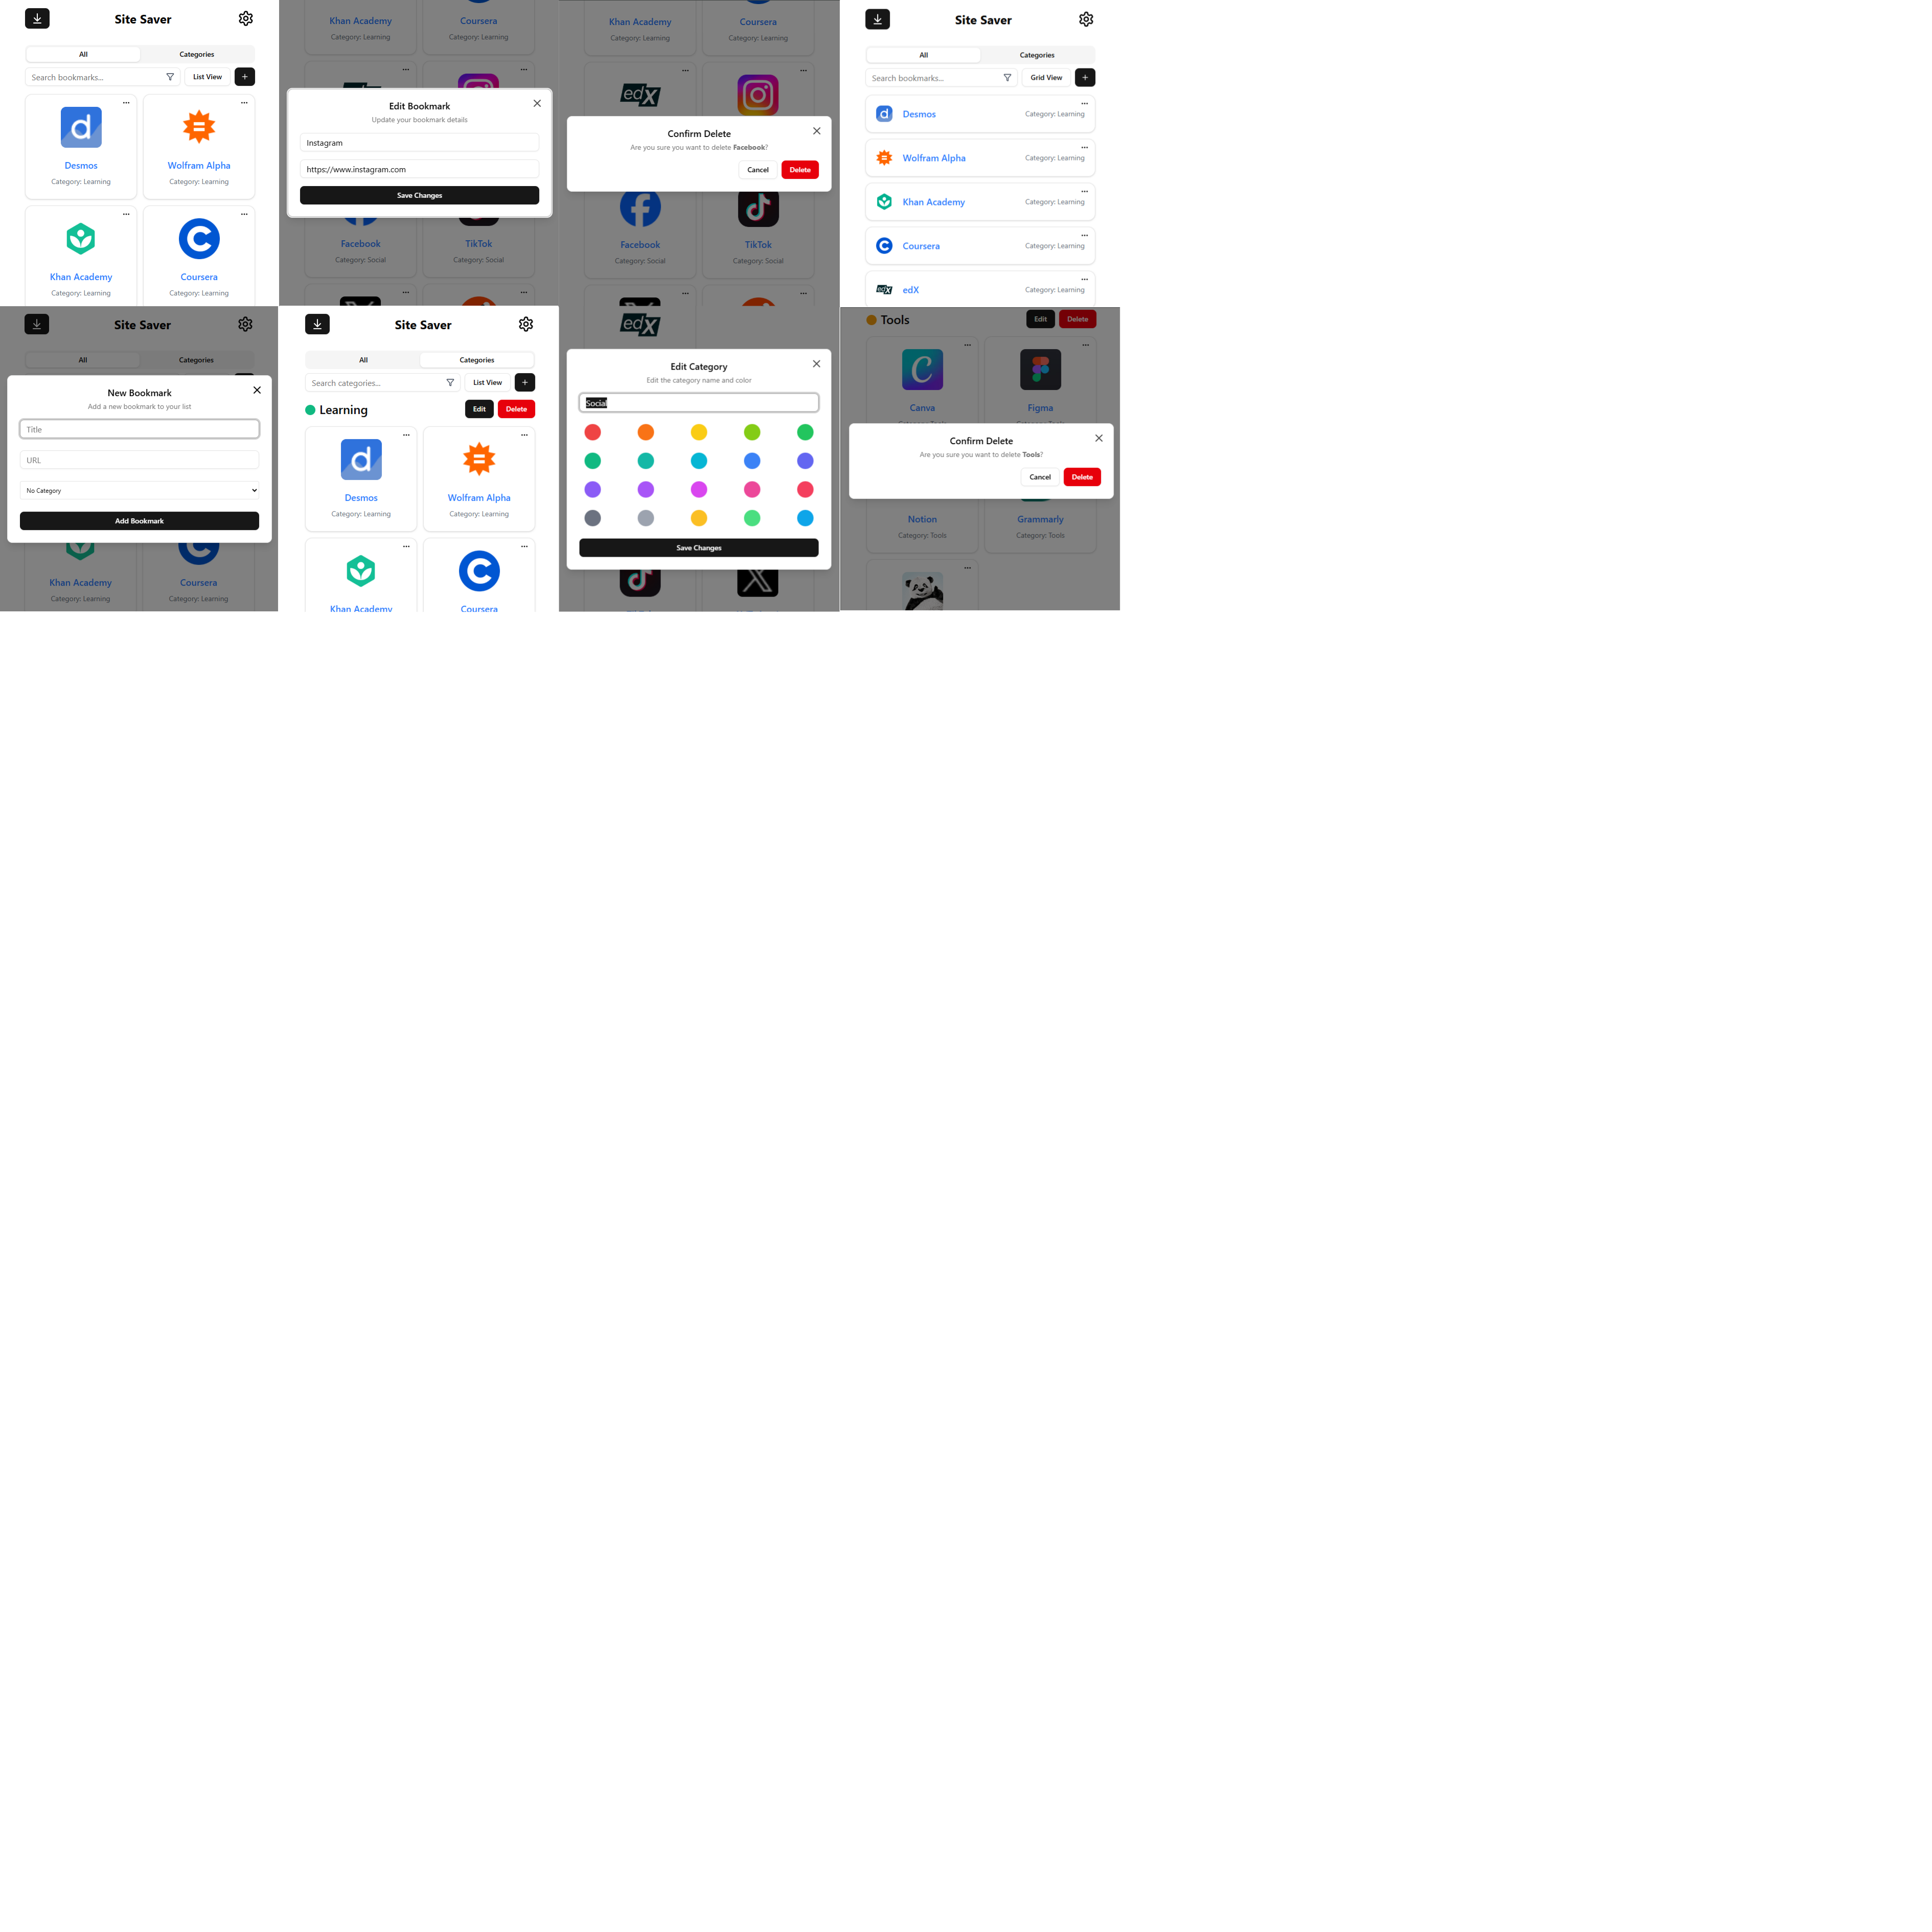 Site Saver
All Categories
Search bookmarks... List View +
Desmos Wolfram Alpha
Category: Learning Category: Learning
Khan Academy Coursera
Category: Learning Category: Learning
Khan Academy Coursera
Category: Learning Category: Learning
edX
Edit Bookmark
Update your bookmark details
Instagram
https://www.instagram.com
Save Changes
Facebook TikTok
Category: Social Category: Social
Khan Academy Coursera
Category: Learning Category: Learning
edX
Confirm Delete
Are you sure you want to delete Facebook?
Cancel Delete
Facebook TikTok
Category: Social Category: Social
Site Saver
All Categories
Search bookmarks... Grid View +
Desmos Category: Learning
Wolfram Alpha Category: Learning
Khan Academy Category: Learning
Coursera Category: Learning
edX edX Category: Learning
Site Saver
All Categories
New Bookmark
Add a new bookmark to your list
Title
URL
No Category
Add Bookmark
Khan Academy Coursera
Category: Learning Category: Learning
Site Saver
All Categories
Search categories... List View +
Learning Edit Delete
Desmos Wolfram Alpha
Category: Learning Category: Learning
Khan Academy Coursera
edX
Edit Category
Edit the category name and color
Social
Save Changes
Tools Edit Delete
Canva Figma
Category: Tools Category: Tools
Confirm Delete
Are you sure you want to delete Tools?
Cancel Delete
Notion Grammarly
Category: Tools Category: Tools